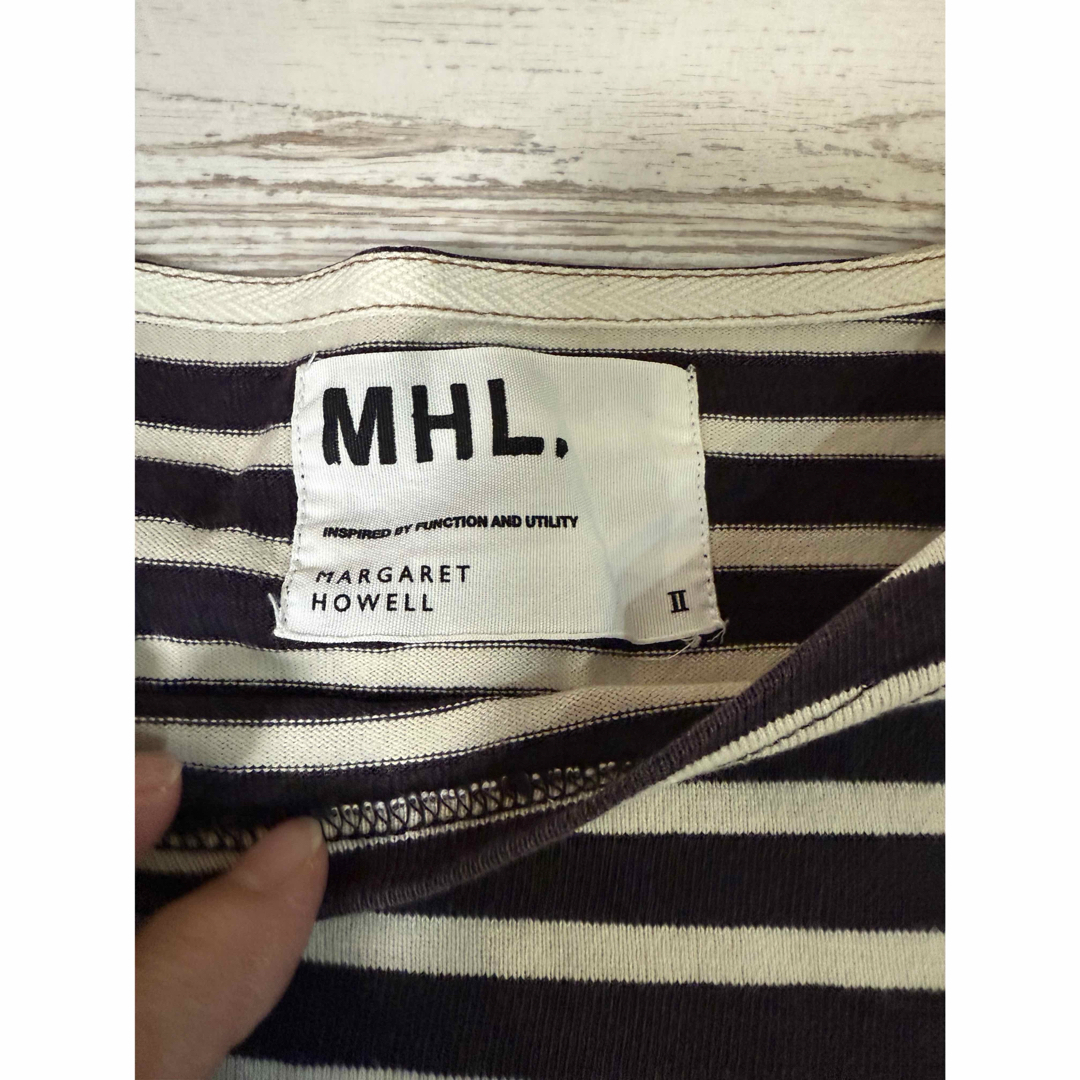 MHL.
INSPIRED BY FUNCTION AND UTILITY
MARGARET
HOWELL
II